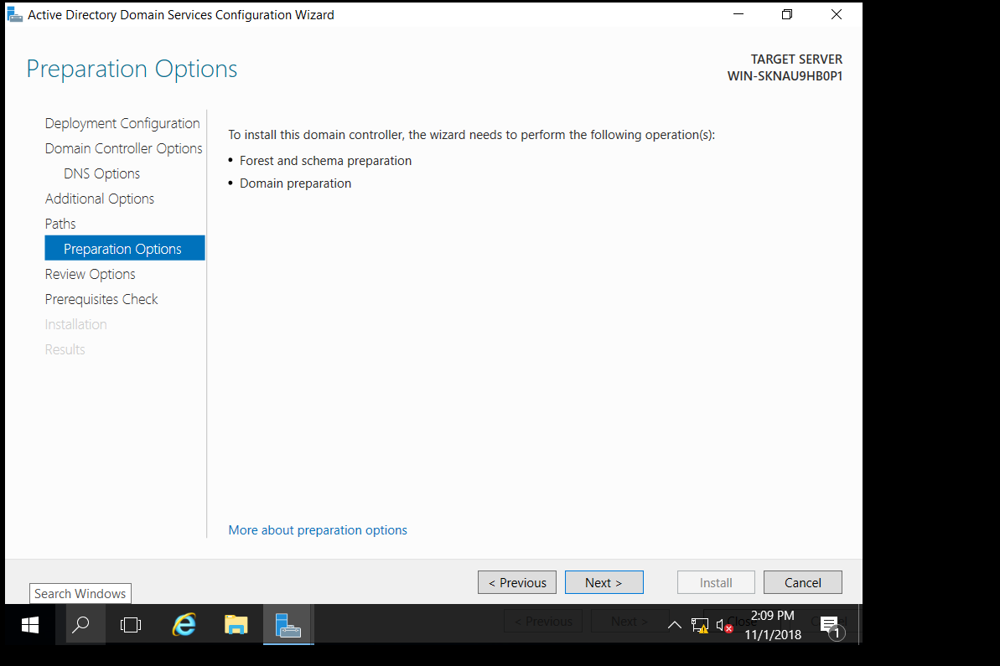 Active Directory Domain Services Configuration Wizard
Preparation Options
TARGET SERVER
WIN-SKNAU9HB0P1
Deployment Configuration
Domain Controller Options
DNS Options
Additional Options
Paths
Preparation Options
Review Options
Prerequisites Check
Installation
Results
To install this domain controller, the wizard needs to perform the following operation(s):
• Forest and schema preparation
• Domain preparation
More about preparation options
< Previous
Next >
Install
Cancel
Search Windows
< Previous
Next >
Close
2:09 PM
11/1/2018
1